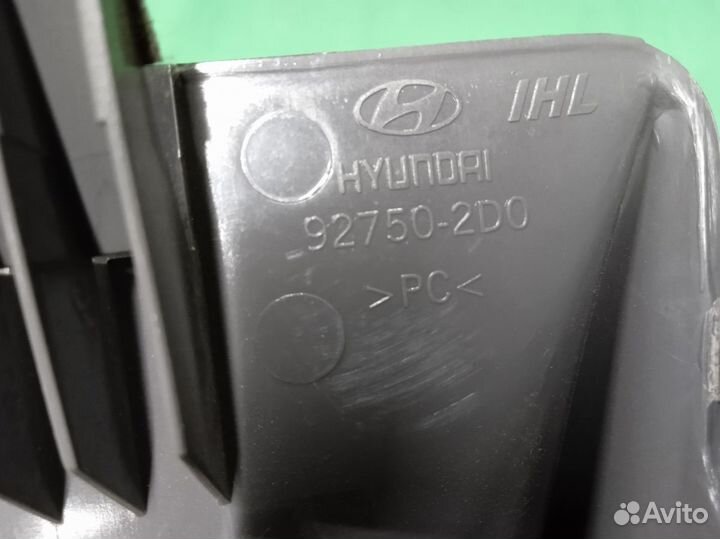 IHL
HYUNDAI
92750-2D0
>PC<
Avito